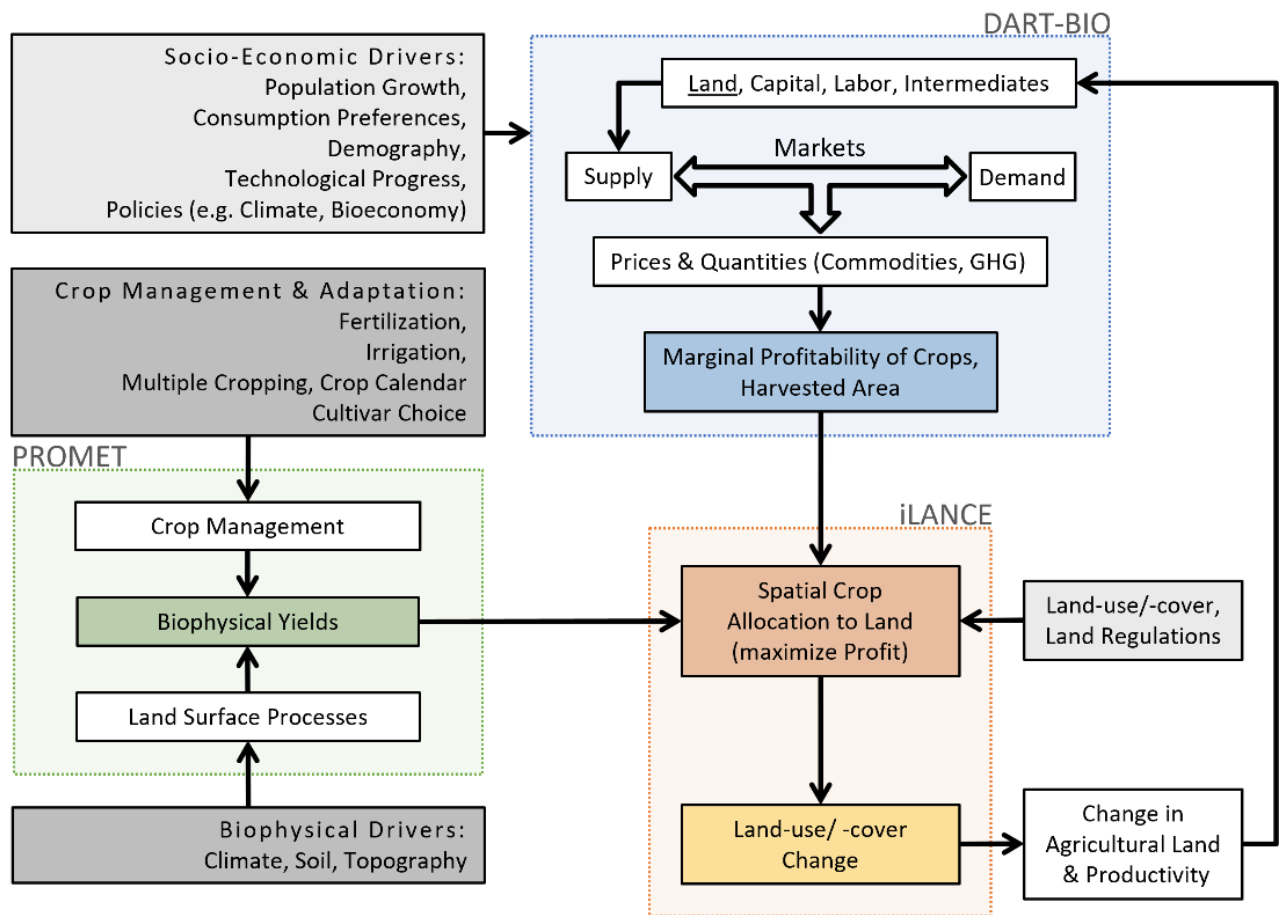 DART-BIO
Socio-Economic Drivers:
Population Growth,
Consumption Preferences,
Demography,
Technological Progress,
Policies (e.g. Climate, Bioeconomy)
Land, Capital, Labor, Intermediates
Markets
Supply
Demand
Prices & Quantities (Commodities, GHG)
Marginal Profitability of Crops,
Harvested Area
Crop Management & Adaptation:
Fertilization,
Irrigation,
Multiple Cropping, Crop Calendar
Cultivar Choice
PROMET
Crop Management
Biophysical Yields
Land Surface Processes
Biophysical Drivers:
Climate, Soil, Topography
iLANCE
Spatial Crop
Allocation to Land
(maximize Profit)
Land-use/-cover,
Land Regulations
Land-use/ -cover
Change
Change in
Agricultural Land
& Productivity